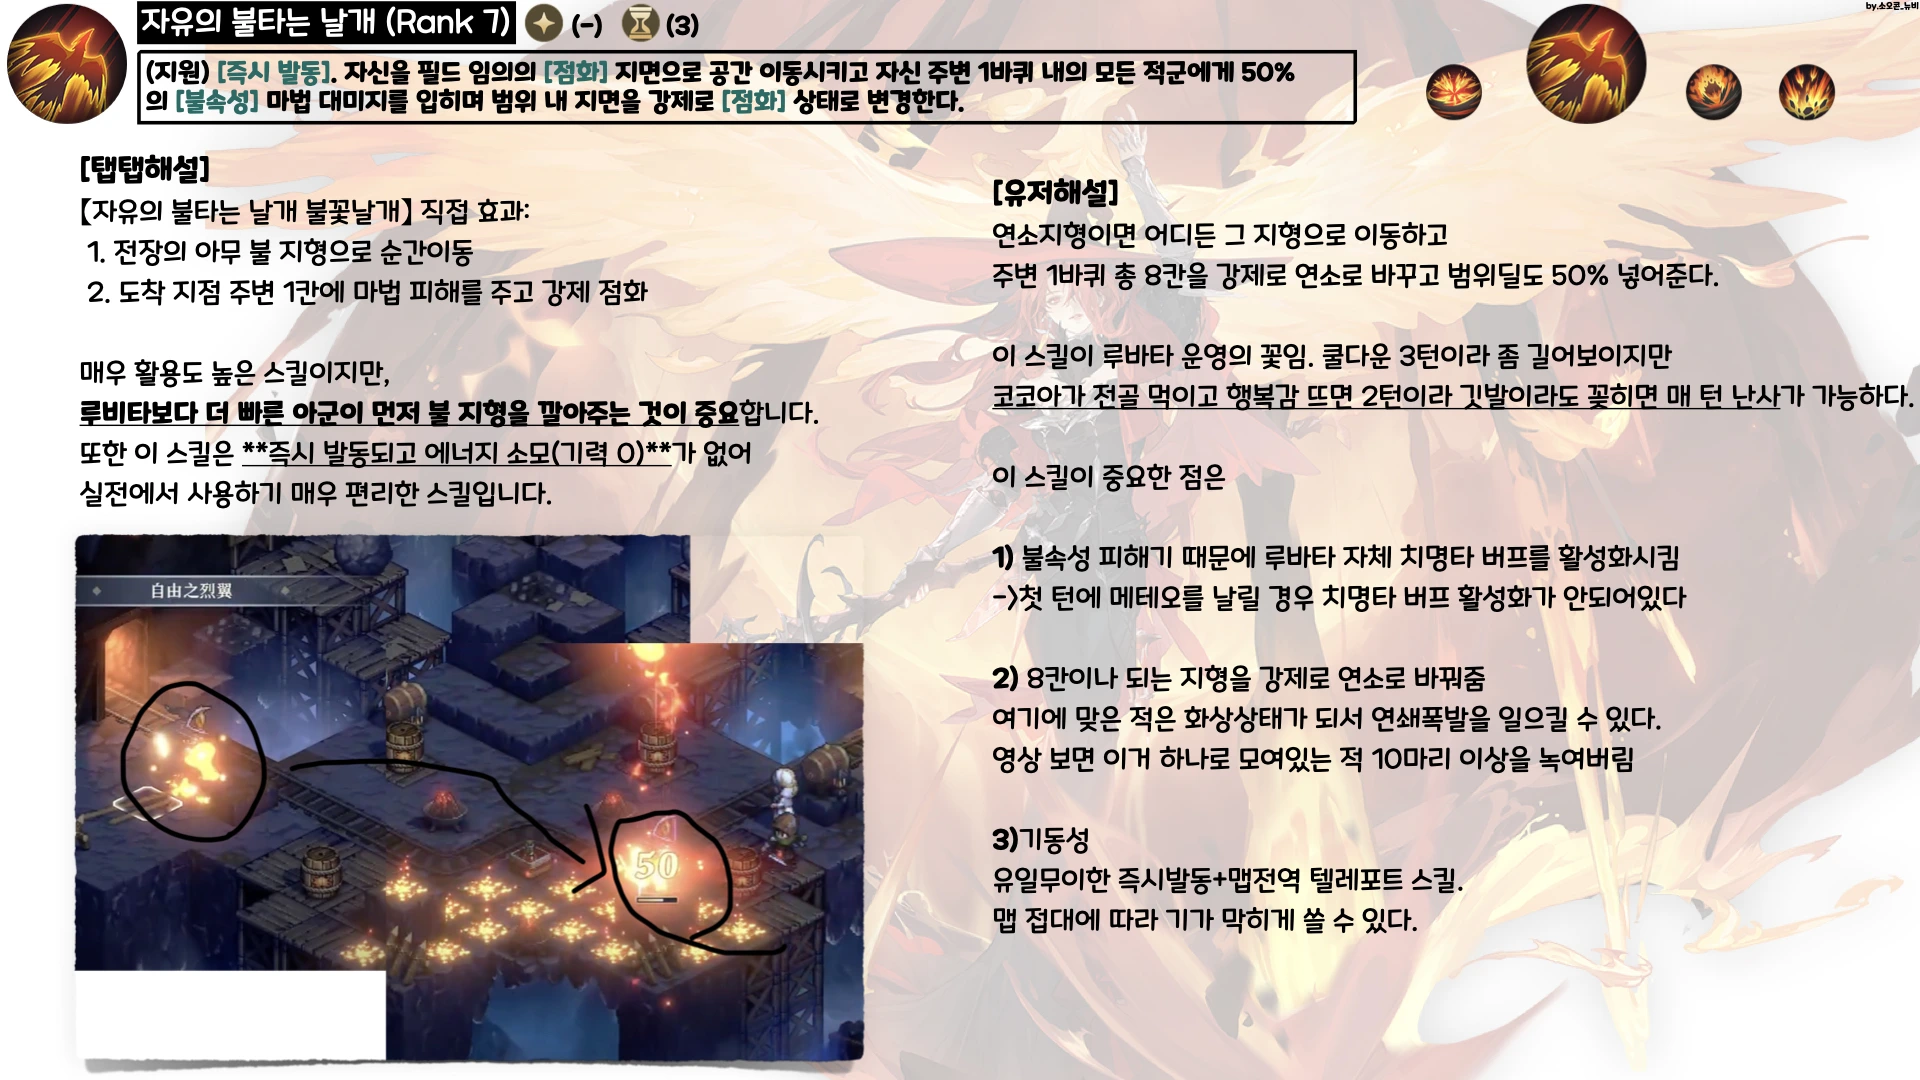 자유의 불타는 날개 (Rank 7) (-) (3)
by.소오콘_뉴비
(지원) [즉시 발동]. 자신을 필드 임의의 [점화] 지면으로 공간 이동시키고 자신 주변 1바퀴 내의 모든 적군에게 50%
의 [불속성] 마법 대미지를 입히며 범위 내 지면을 강제로 [점화] 상태로 변경한다.
[탭탭해설]
【자유의 불타는 날개 불꽃날개】 직접 효과:
1. 전장의 아무 불 지형으로 순간이동
2. 도착 지점 주변 1칸에 마법 피해를 주고 강제 점화
매우 활용도 높은 스킬이지만,
루비타보다 더 빠른 아군이 먼저 불 지형을 깔아주는 것이 중요합니다.
또한 이 스킬은 **즉시 발동되고 에너지 소모(기력 0)**가 없어
실전에서 사용하기 매우 편리한 스킬입니다.
自由之烈翼
50
[유저해설]
연소지형이면 어디든 그 지형으로 이동하고
주변 1바퀴 총 8칸을 강제로 연소로 바꾸고 범위딜도 50% 넣어준다.
이 스킬이 루바타 운영의 꽃임. 쿨다운 3턴이라 좀 길어보이지만
코코아가 전골 먹이고 행복감 뜨면 2턴이라 깃발이라도 꽂히면 매 턴 난사가 가능하다.
이 스킬이 중요한 점은
1) 불속성 피해기 때문에 루바타 자체 치명타 버프를 활성화시킴
->첫 턴에 메테오를 날릴 경우 치명타 버프 활성화가 안되어있다
2) 8칸이나 되는 지형을 강제로 연소로 바꿔줌
여기에 맞은 적은 화상상태가 되서 연쇄폭발을 일으킬 수 있다.
영상 보면 이거 하나로 모여있는 적 10마리 이상을 녹여버림
3)기동성
유일무이한 즉시발동+맵전역 텔레포트 스킬.
맵 접대에 따라 기가 막히게 쓸 수 있다.